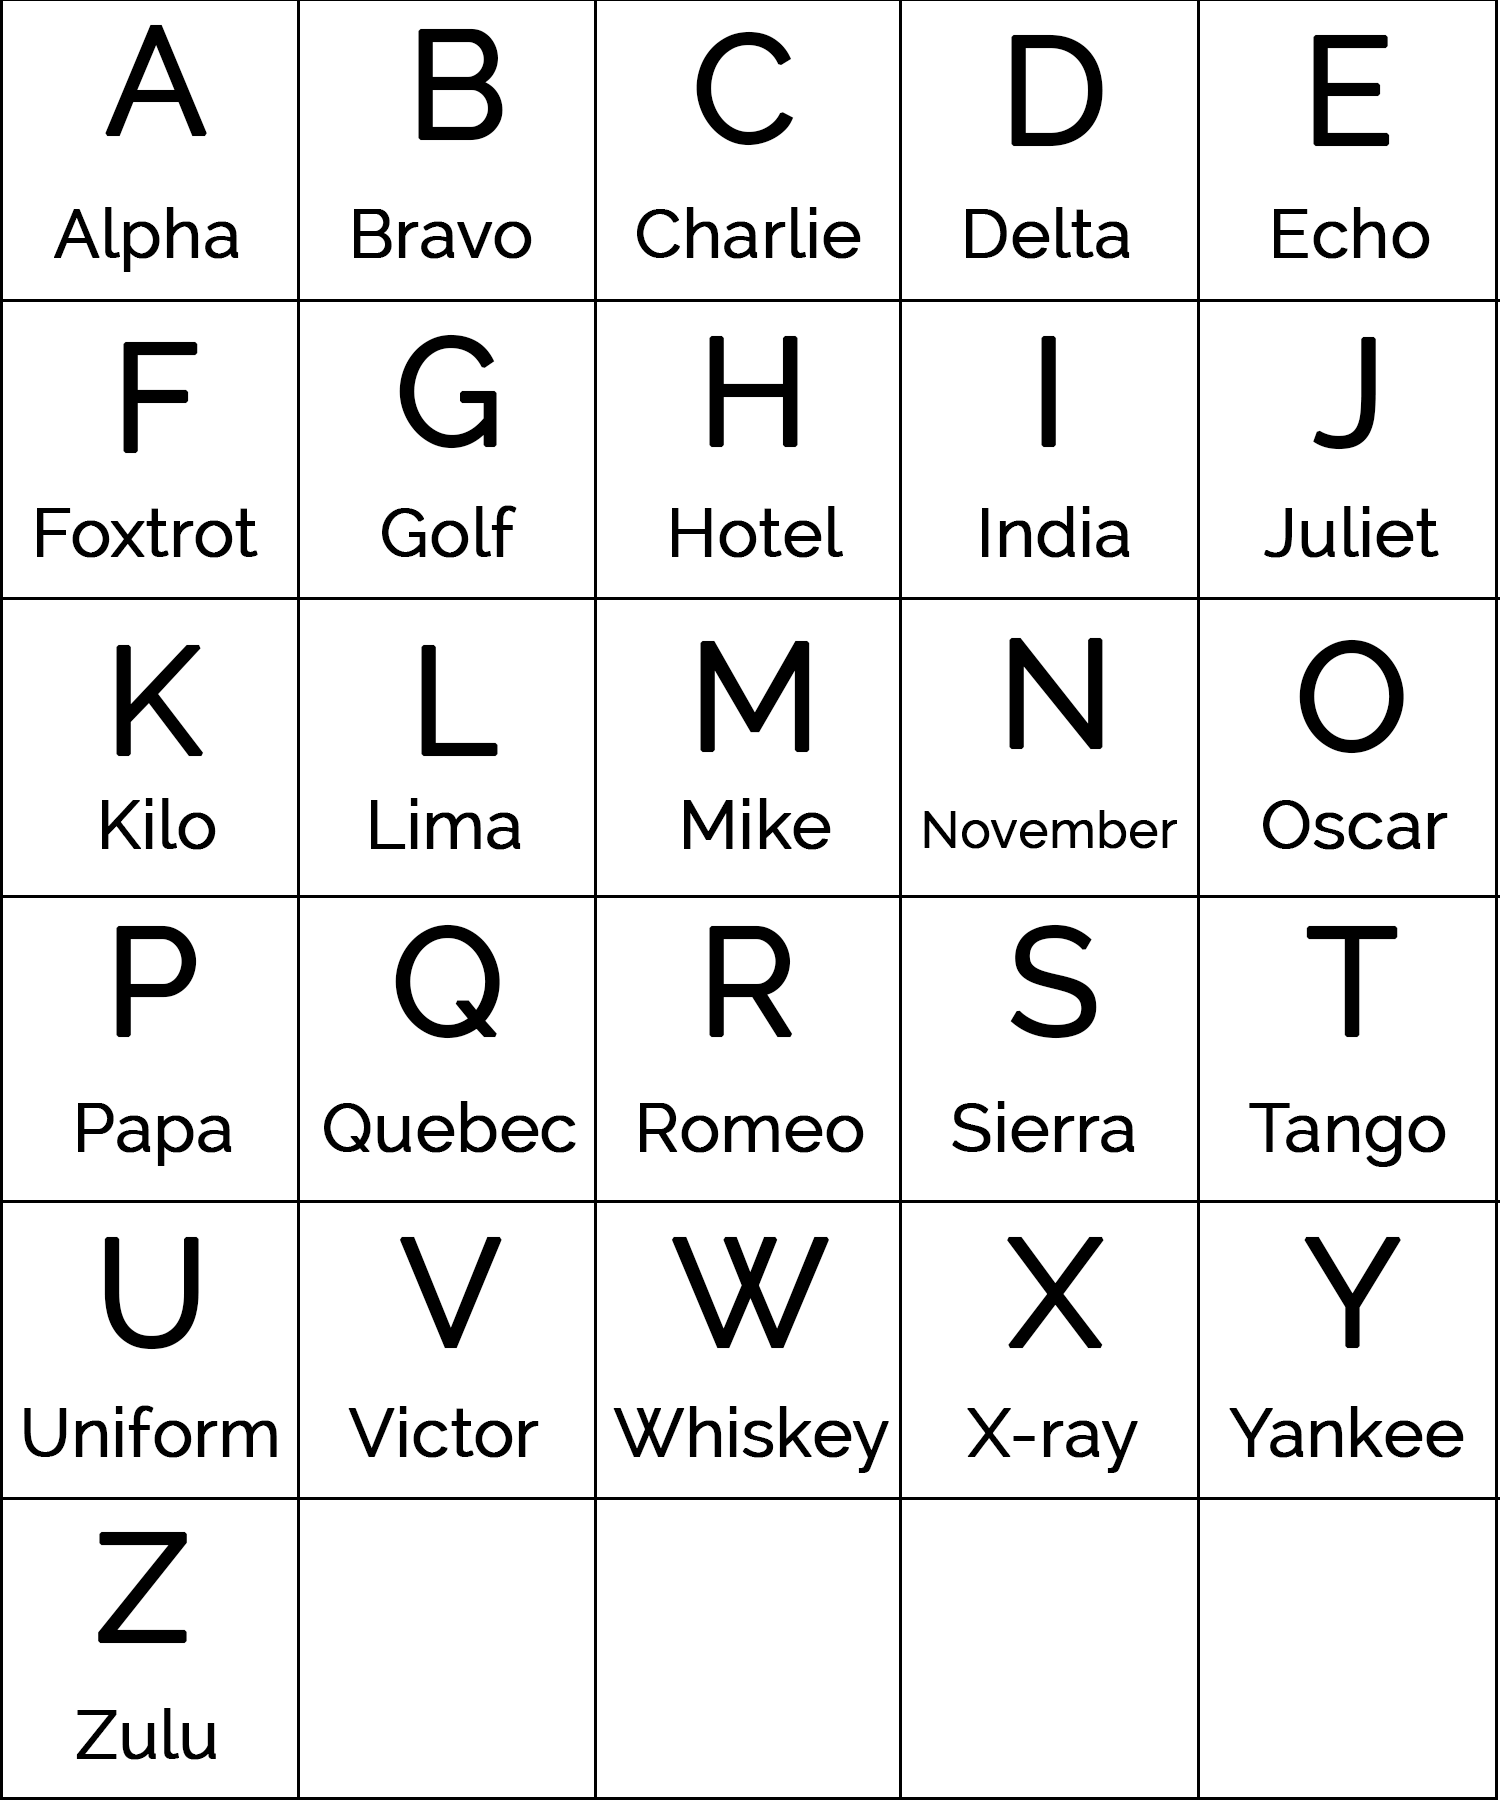 A B C D E
Alpha Bravo Charlie Delta Echo
F G H I J
Foxtrot Golf Hotel India Juliet
K L M N O
Kilo Lima Mike November Oscar
P Q R S T
Papa Quebec Romeo Sierra Tango
U V W X Y
Uniform Victor Whiskey X-ray Yankee
Z
Zulu